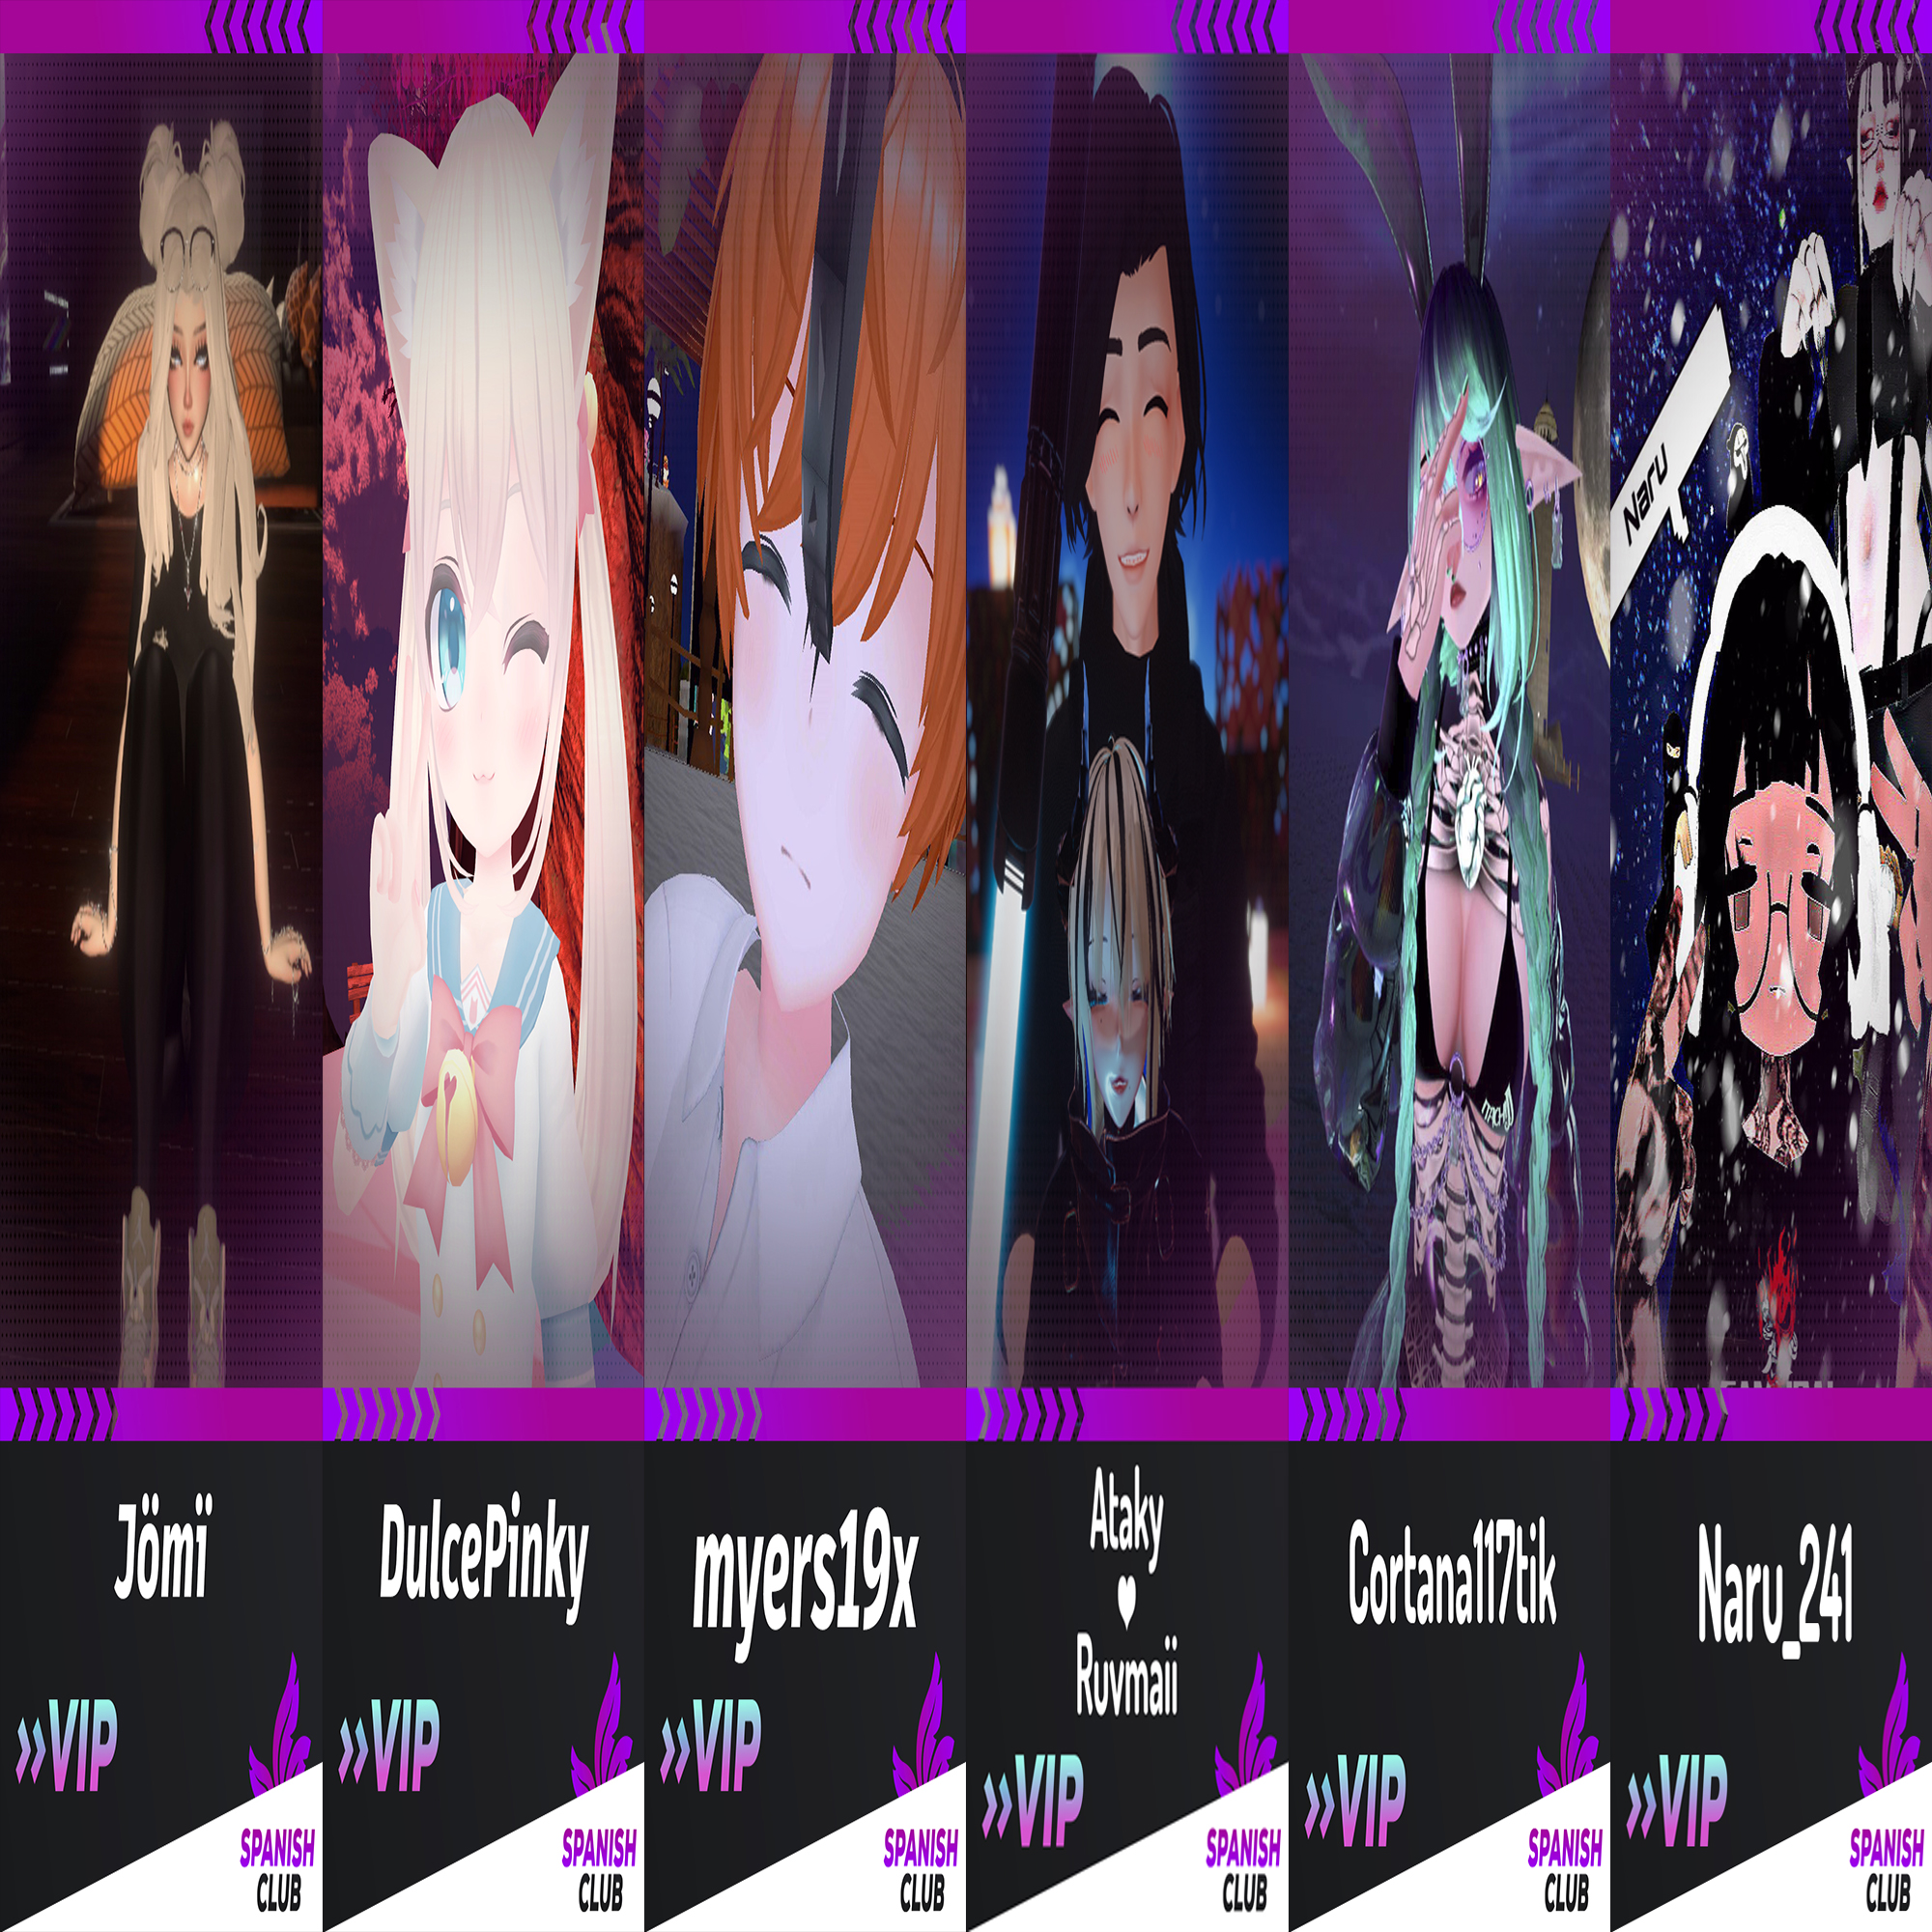 Naru
Jömï
»VIP
SPANISH
CLUB
DulcePinky
»VIP
SPANISH
CLUB
myers19x
»VIP
SPANISH
CLUB
Ataky
♥
Ruvmaii
»VIP
SPANISH
CLUB
Cortana117tik
»VIP
SPANISH
CLUB
Naru_241
»VIP
SPANISH
CLUB